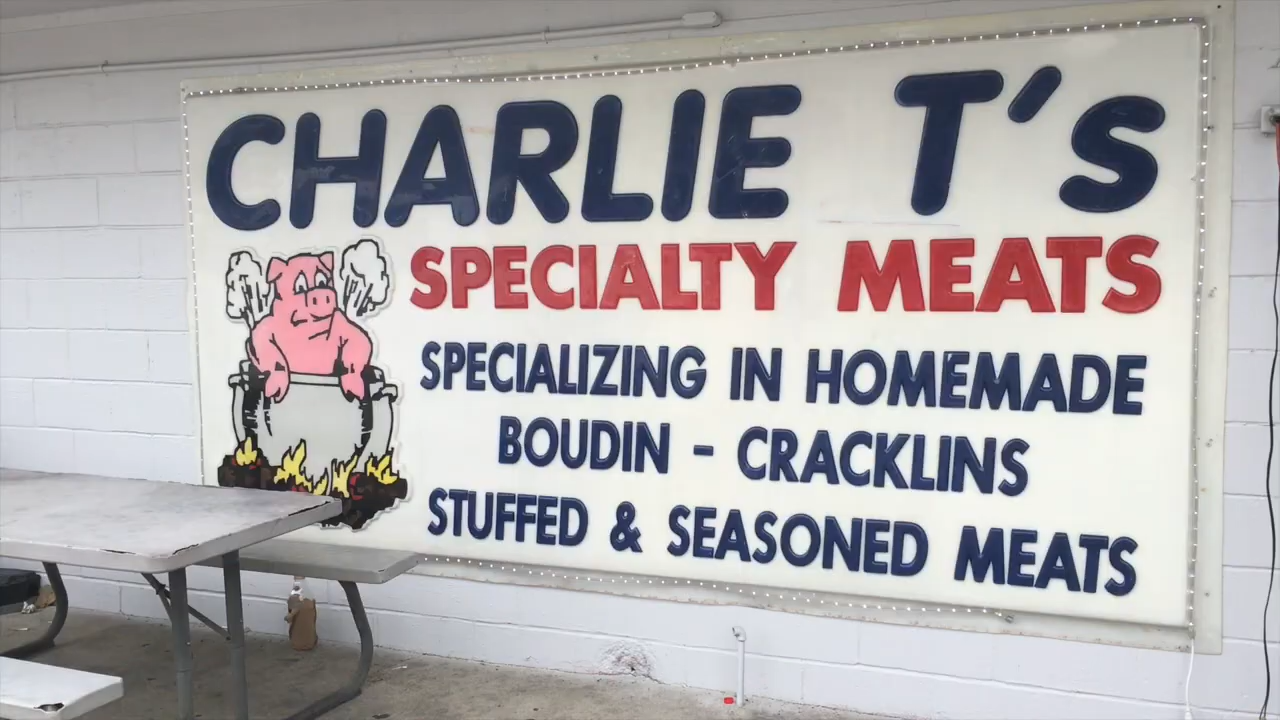 CHARLIE T's
SPECIALTY MEATS
SPECIALIZING IN HOMEMADE
BOUDIN - CRACKLINS
STUFFED & SEASONED MEATS